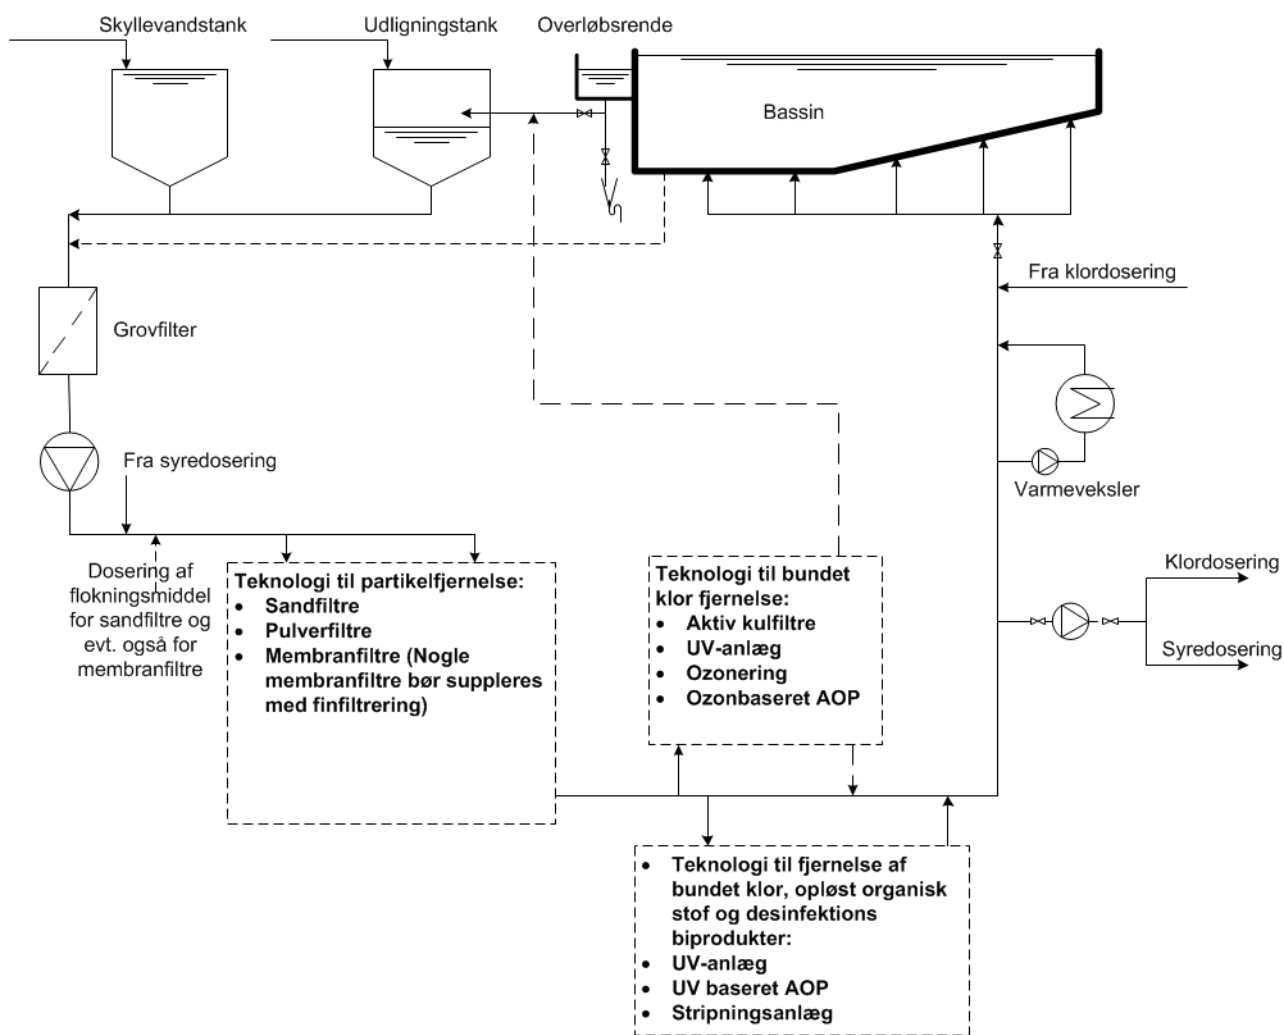 Skyllevandstank
Udligningstank
Overløbsrende
Bassin
Fra klordosering
Grovfilter
Varmeveksler
Fra syredosering
Dosering af
flokningsmiddel
for sandfiltre og
evt. også for
membranfiltre
Teknologi til partikelfjernelse:
• Sandfiltre
• Pulverfiltre
• Membranfiltre (Nogle
membranfiltre bør suppleres
med finfiltrering)
Teknologi til bundet
klor fjernelse:
• Aktiv kulfiltre
• UV-anlæg
• Ozonering
• Ozonbaseret AOP
Klordosering
Syredosering
• Teknologi til fjernelse af
bundet klor, opløst organisk
stof og desinfektions
biprodukter:
• UV-anlæg
• UV baseret AOP
• Stripningsanlæg